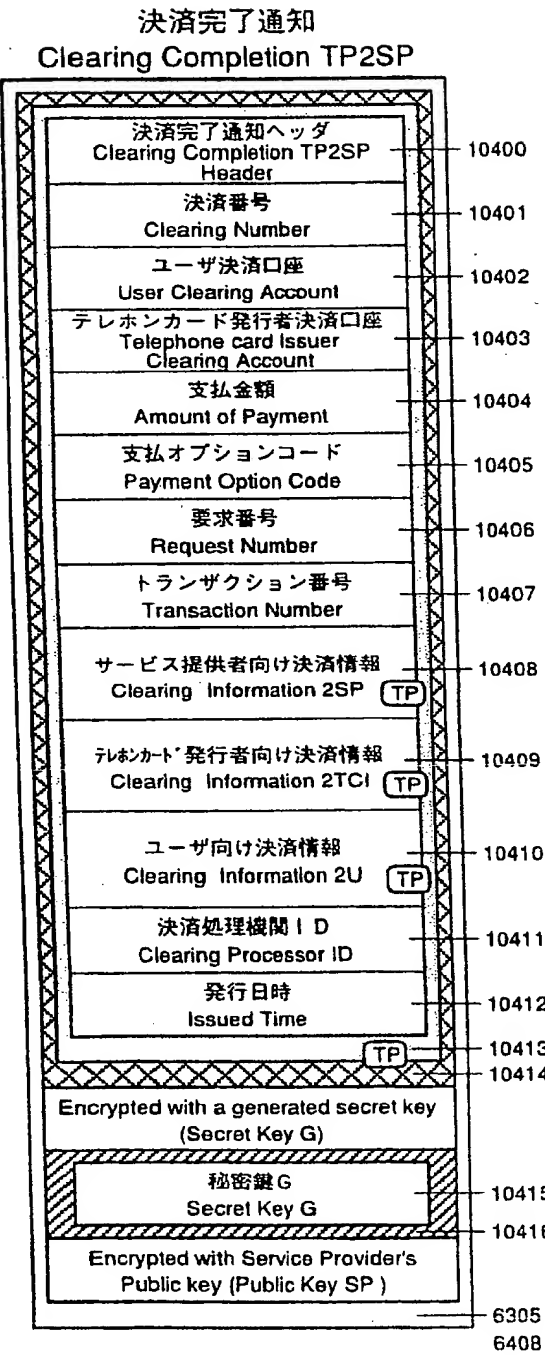 決済完了通知
Clearing Completion TP2SP
決済完了通知ヘッダ
Clearing Completion TP2SP
Header
10400
決済番号
Clearing Number
10401
ユーザ決済口座
User Clearing Account
10402
テレホンカード発行者決済口座
Telephone card Issuer
Clearing Account
10403
支払金額
Amount of Payment
10404
支払オプションコード
Payment Option Code
10405
要求番号
Request Number
10406
トランザクション番号
Transaction Number
10407
サービス提供者向け決済情報
Clearing Information 2SP
TP
10408
テレホンカード発行者向け決済情報
Clearing Information 2TCI
TP
10409
ユーザ向け決済情報
Clearing Information 2U
TP
10410
決済処理機関ID
Clearing Processor ID
10411
発行日時
Issued Time
10412
TP
10413
10414
Encrypted with a generated secret key
(Secret Key G)
秘密鍵G
Secret Key G
10415
10416
Encrypted with Service Provider's
Public key (Public Key SP )
6305
6408